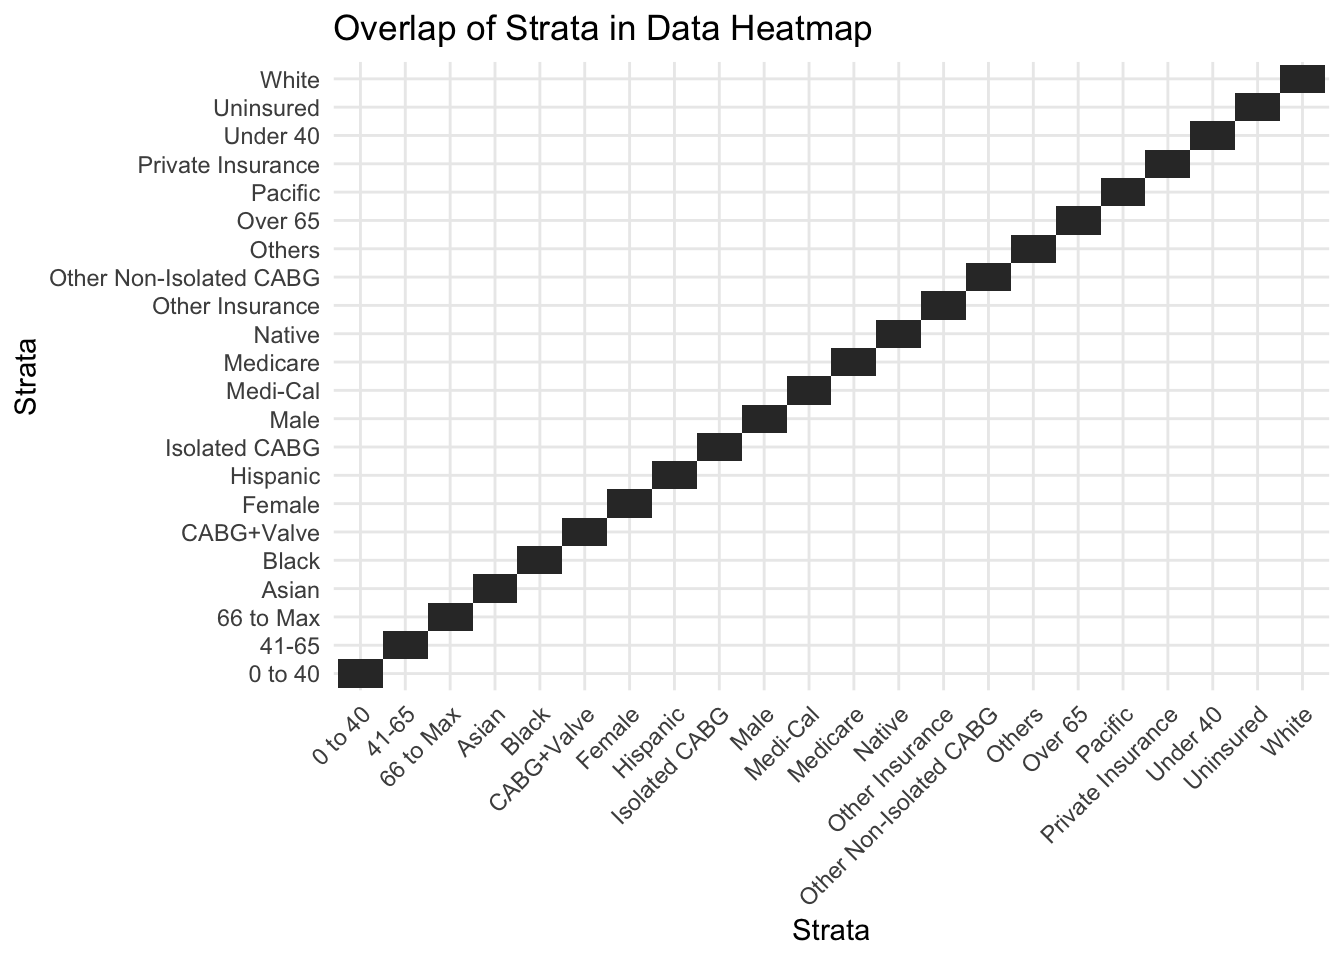 Overlap of Strata in Data Heatmap
White
Uninsured
Under 40
Private Insurance
Pacific
Over 65
Others
Other Non-Isolated CABG
Other Insurance
Native
Medicare
Medi-Cal
Male
Isolated CABG
Hispanic
Female
CABG+Valve
Black
Asian
66 to Max
41-65
0 to 40
Strata
0 to 40
41-65
66 to Max
Asian
Black
CABG+Valve
Female
Hispanic
Isolated CABG
Male
Medi-Cal
Medicare
Native
Other Insurance
Other Non-Isolated CABG
Others
Over 65
Pacific
Private Insurance
Under 40
Uninsured
White
Strata